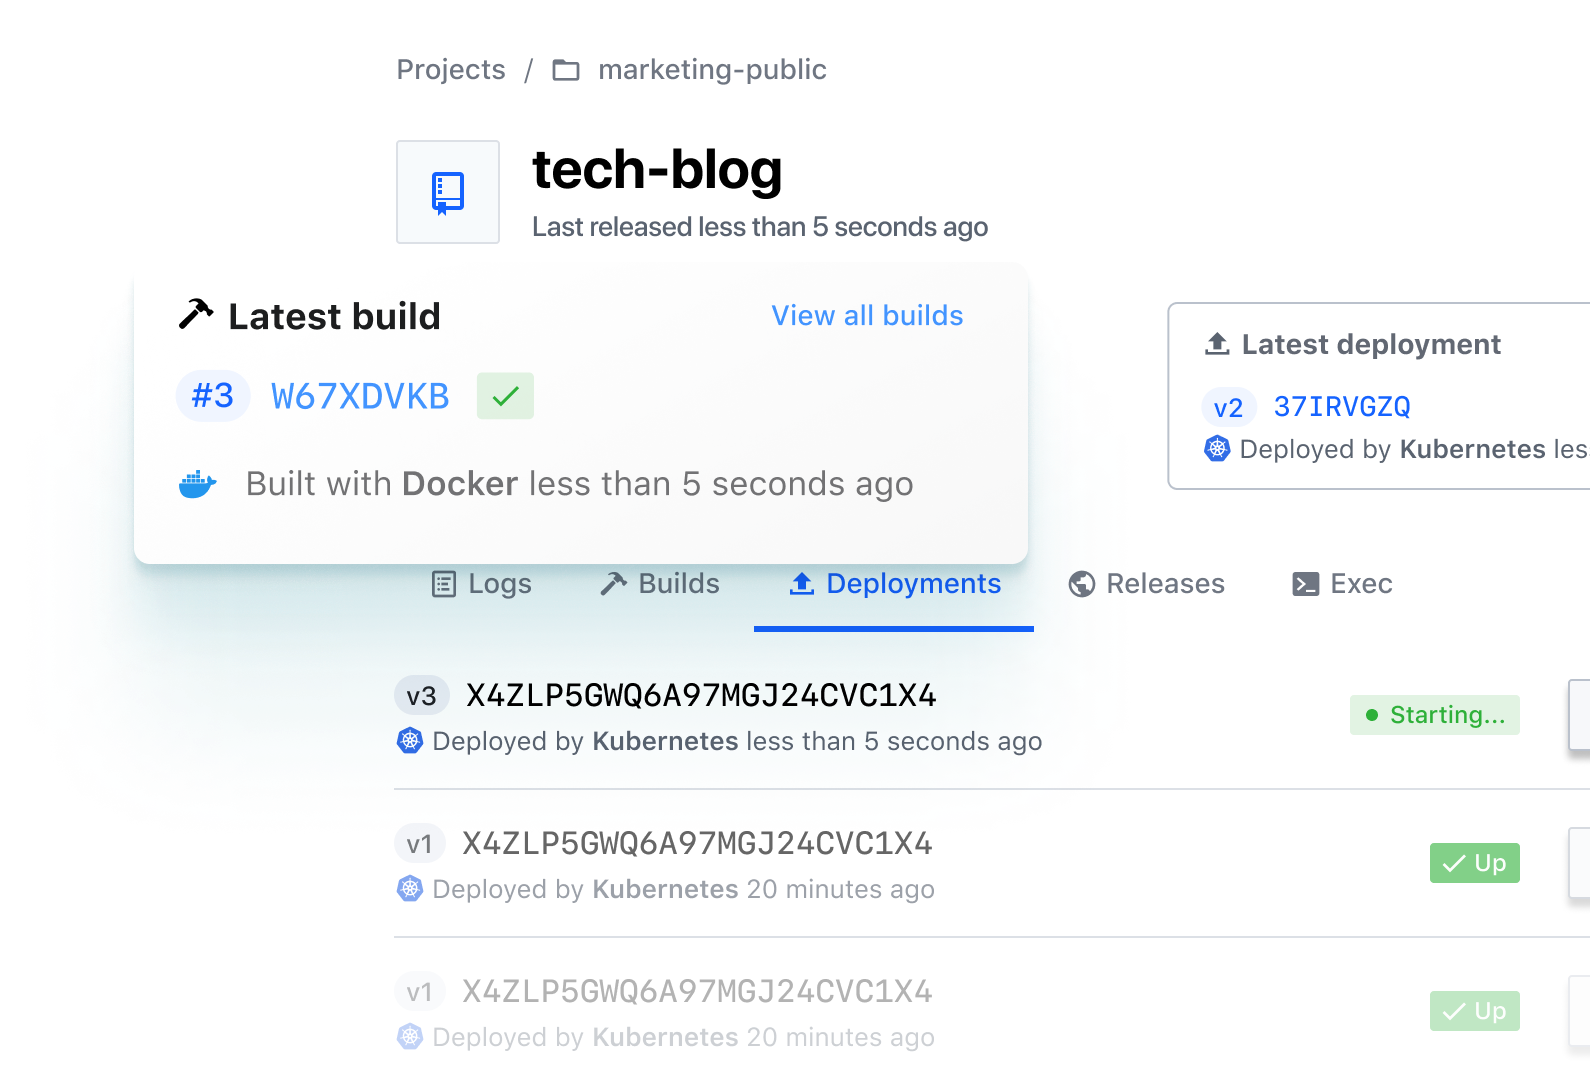 Projects / marketing-public
tech-blog
Last released less than 5 seconds ago
Latest build
View all builds
#3 W67XDVKB
Built with Docker less than 5 seconds ago
Latest deployment
v2 37IRVGZQ
Deployed by Kubernetes les
Logs Builds Deployments Releases Exec
v3 X4ZLP5GWQ6A97MGJ24CVC1X4
Deployed by Kubernetes less than 5 seconds ago
Starting...
v1 X4ZLP5GWQ6A97MGJ24CVC1X4
Deployed by Kubernetes 20 minutes ago
Up
v1 X4ZLP5GWQ6A97MGJ24CVC1X4
Deployed by Kubernetes 20 minutes ago
Up